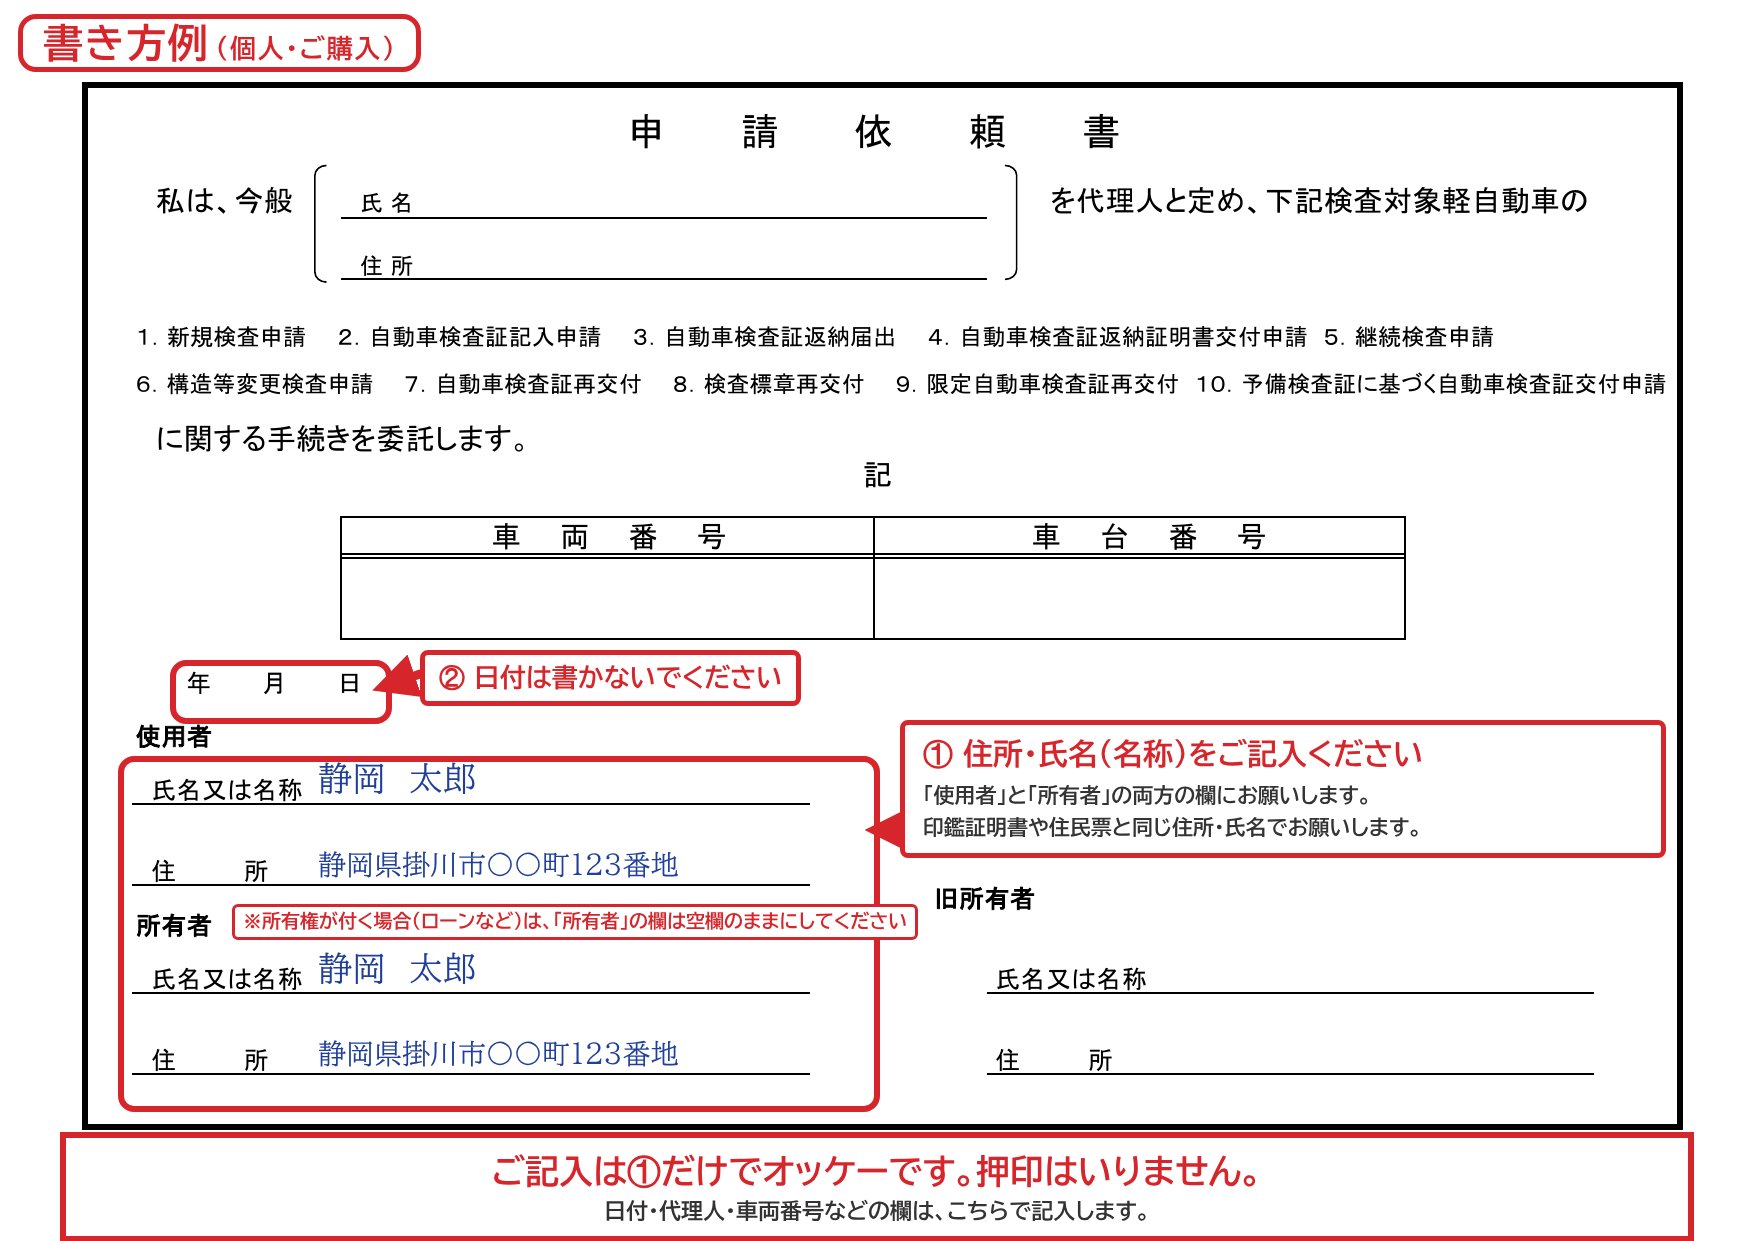 書き方例（個人・ご購入）
申請依頼書
私は、今般
氏名
を代理人と定め、下記検査対象軽自動車の
住所
1. 新規検査申請 2. 自動車検査証記入申請 3. 自動車検査証返納届出 4. 自動車検査証返納証明書交付申請 5. 継続検査申請
6. 構造等変更検査申請 7. 自動車検査証再交付 8. 検査標章再交付 9. 限定自動車検査証再交付 10. 予備検査証に基づく自動車検査証交付申請
に関する手続きを委託します。
記
車両番号 車台番号
年 月 日
② 日付は書かないでください
使用者
氏名又は名称 静岡 太郎
住所 静岡県掛川市〇〇町123番地
① 住所・氏名（名称）をご記入ください
「使用者」と「所有者」の両方の欄にお願いします。
印鑑証明書や住民票と同じ住所・氏名でお願いします。
所有者 ※所有権が付く場合（ローンなど）は、「所有者」の欄は空欄のままにしてください
氏名又は名称 静岡 太郎
住所 静岡県掛川市〇〇町123番地
旧所有者
氏名又は名称
住所
ご記入は①だけでオッケーです。押印はいりません。
日付・代理人・車両番号などの欄は、こちらで記入します。